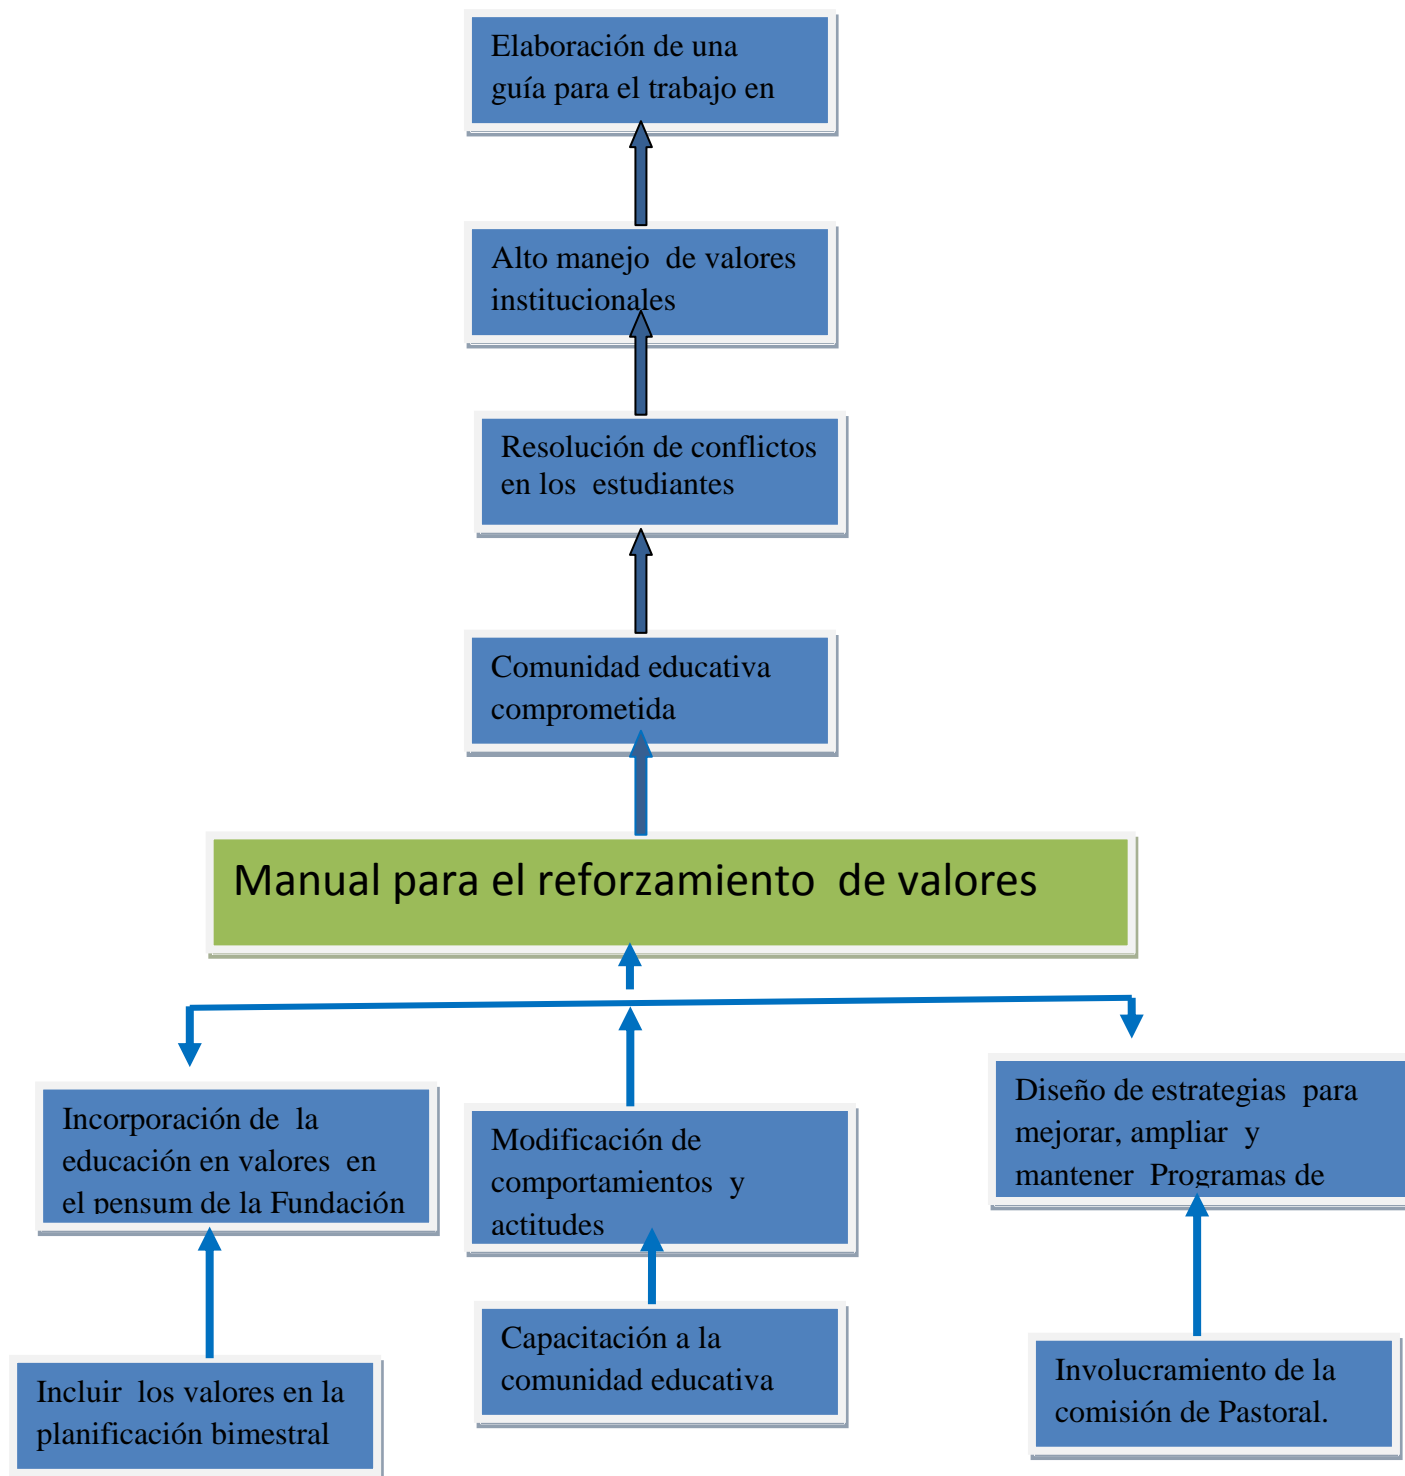 Elaboración de una
guía para el trabajo en
Alto manejo de valores
institucionales
Resolución de conflictos
en los estudiantes
Comunidad educativa
comprometida
Manual para el reforzamiento de valores
Incorporación de la
educación en valores en
el pensum de la Fundación
Modificación de
comportamientos y
actitudes
Diseño de estrategias para
mejorar, ampliar y
mantener Programas de
Incluir los valores en la
planificación bimestral
Capacitación a la
comunidad educativa
Involucramiento de la
comisión de Pastoral.